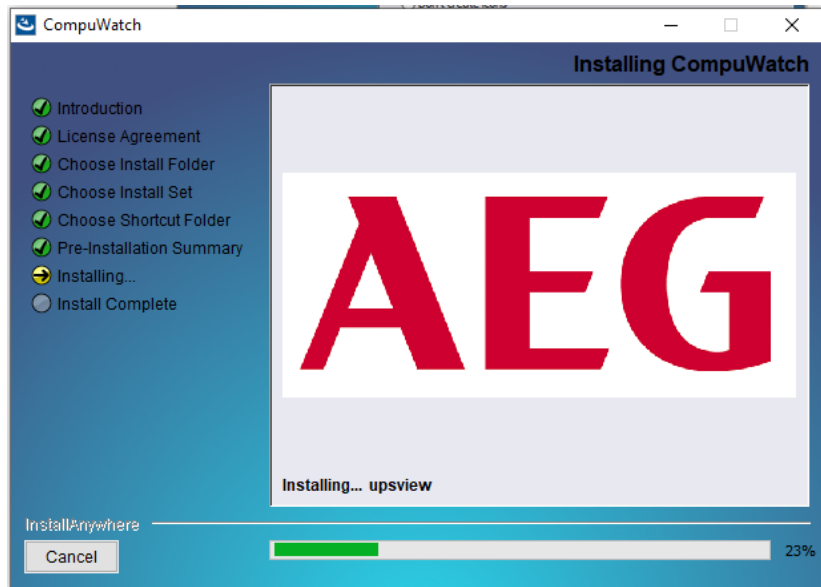 CompuWatch
Installing CompuWatch
Introduction
License Agreement
Choose Install Folder
Choose Install Set
Choose Shortcut Folder
Pre-Installation Summary
Installing...
Install Complete
AEG
Installing... upsview
InstallAnywhere
Cancel
23%